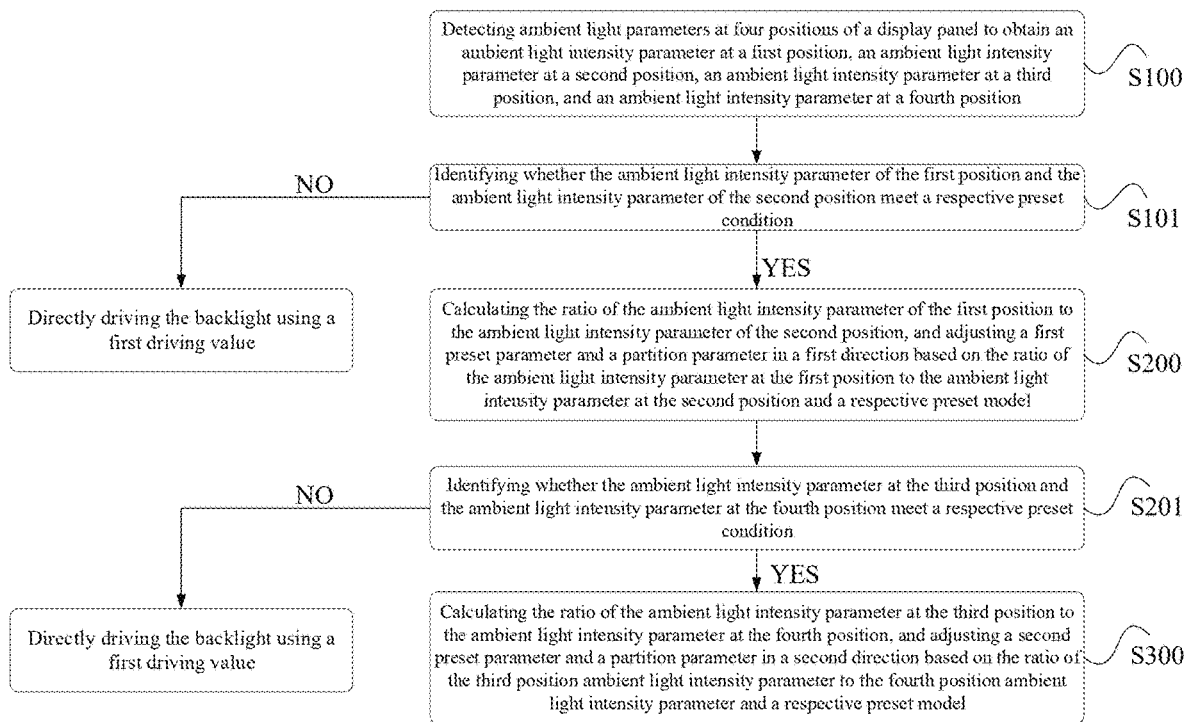 Detecting ambient light parameters at four positions of a display panel to obtain an
ambient light intensity parameter at a first position, an ambient light intensity
parameter at a second position, an ambient light intensity parameter at a third
position, and an ambient light intensity parameter at a fourth position
S100
Identifying whether the ambient light intensity parameter of the first position and the
ambient light intensity parameter of the second position meet a respective preset
condition
S101
NO
YES
Directly driving the backlight using a
first driving value
Calculating the ratio of the ambient light intensity parameter of the first position to
the ambient light intensity parameter of the second position, and adjusting a first
preset parameter and a partition parameter in a first direction based on the ratio of
the ambient light intensity parameter at the first position to the ambient light
intensity parameter at the second position and a respective preset model
S200
Identifying whether the ambient light intensity parameter at the third position and
the ambient light intensity parameter at the fourth position meet a respective preset
condition
S201
NO
YES
Directly driving the backlight using a
first driving value
Calculating the ratio of the ambient light intensity parameter at the third position to
the ambient light intensity parameter at the fourth position, and adjusting a second
preset parameter and a partition parameter in a second direction based on the ratio of
the third position ambient light intensity parameter to the fourth position ambient
light intensity parameter and a respective preset model
S300